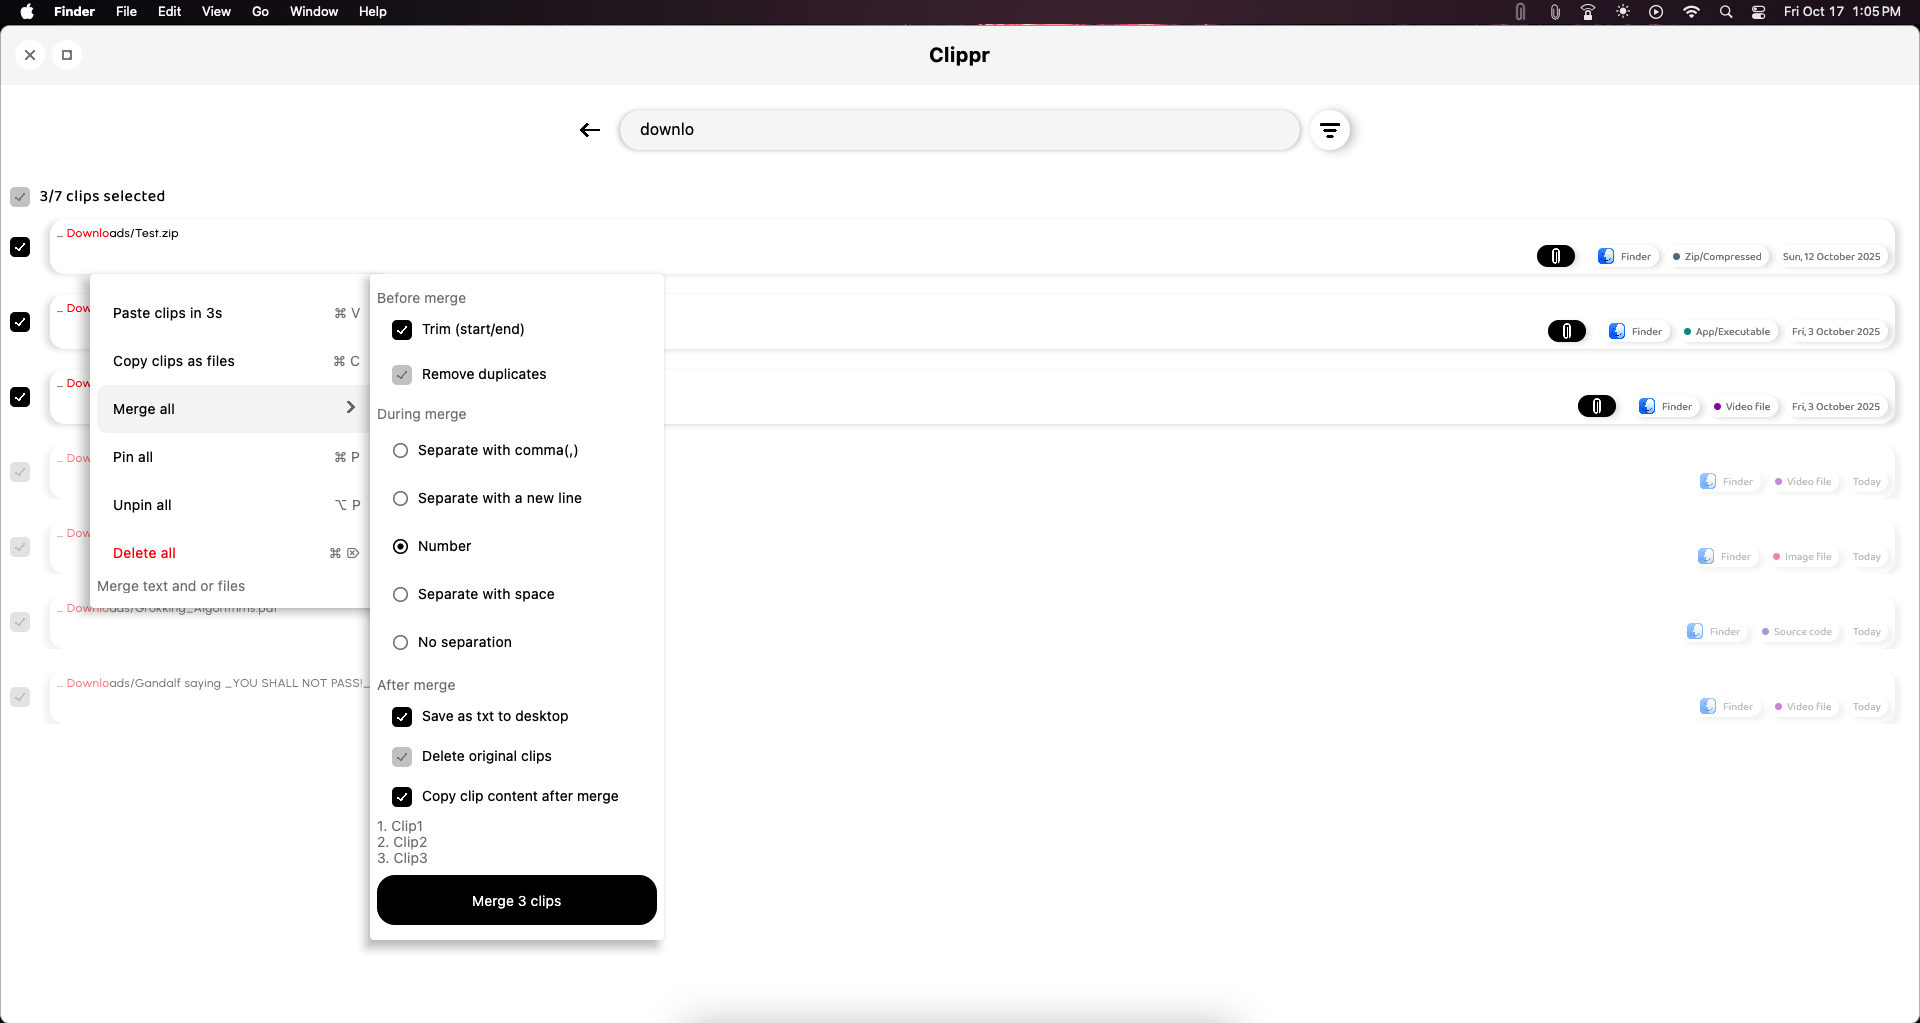 Finder File Edit View Go Window Help
Fri Oct 17 1:05 PM
Clippr
downlo
3/7 clips selected
_ Downloads/Test.zip
Finder Zip/Compressed Sun, 12 October 2025
_ Dow
Finder App/Executable Fri, 3 October 2025
_ Dow
Finder Video file Fri, 3 October 2025
_ Dow
Finder Video file Today
_ Dow
Finder Image file Today
_ Downloads/Grokking_Algorithms.pdf
Finder Source code Today
_ Downloads/Gandalf saying _YOU SHALL NOT PASS!_
Finder Video file Today
Paste clips in 3s ⌘ V
Copy clips as files ⌘ C
Merge all
Pin all ⌘ P
Unpin all ⌥ P
Delete all ⌘ ⌦
Merge text and or files
Before merge
Trim (start/end)
Remove duplicates
During merge
Separate with comma(,)
Separate with a new line
Number
Separate with space
No separation
After merge
Save as txt to desktop
Delete original clips
Copy clip content after merge
1. Clip1
2. Clip2
3. Clip3
Merge 3 clips